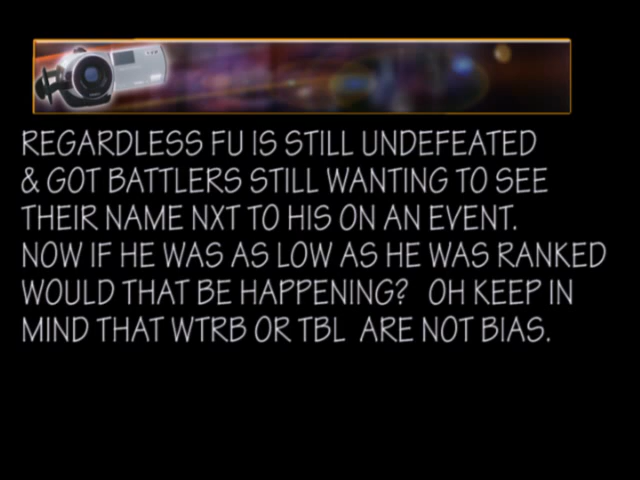 REGARDLESS FU IS STILL UNDEFEATED
& GOT BATTLERS STILL WANTING TO SEE
THEIR NAME NXT TO HIS ON AN EVENT.
NOW IF HE WAS AS LOW AS HE WAS RANKED
WOULD THAT BE HAPPENING? OH KEEP IN
MIND THAT WTRB OR TBL ARE NOT BIAS.